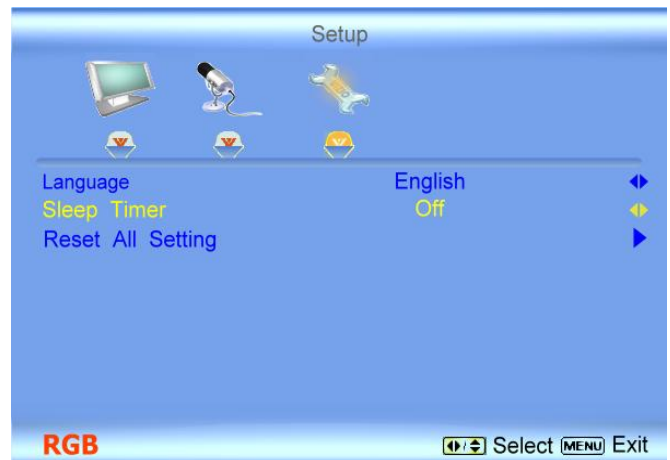 Setup
Language English
Sleep Timer Off
Reset All Setting
RGB Select MENU Exit